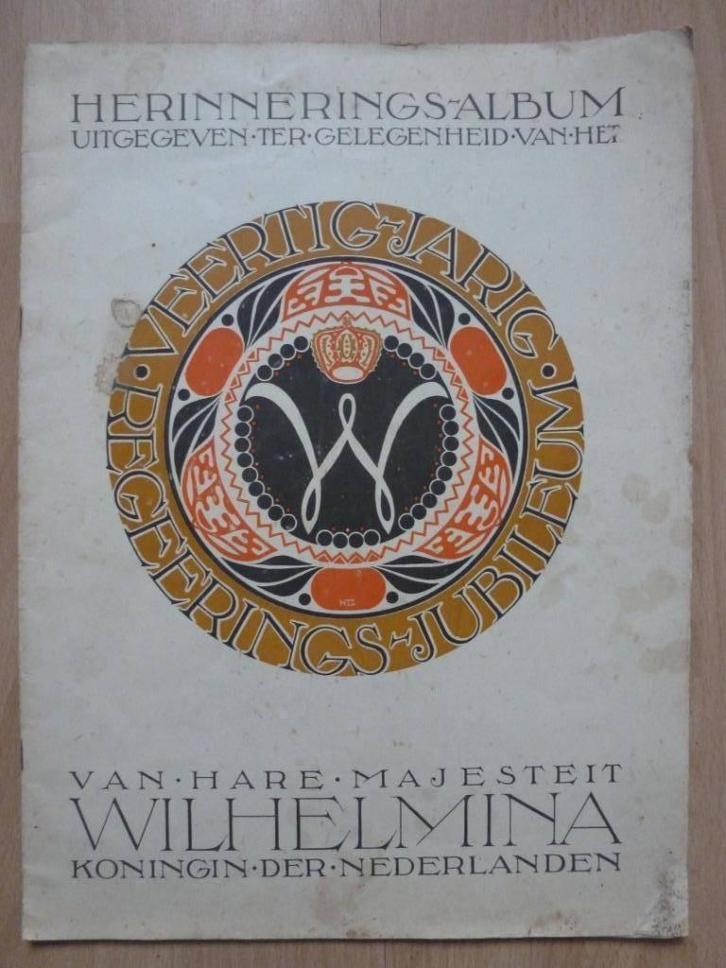 HERINNERINGS-ALBUM
UITGEGEVEN·TER·GELEGENHEID·VAN·HET
·VEERTIG-JARIG·
REGEERINGS-JUBILEUM
W
VAN·HARE·MAJESTEIT
WILHELMINA
KONINGIN·DER·NEDERLANDEN